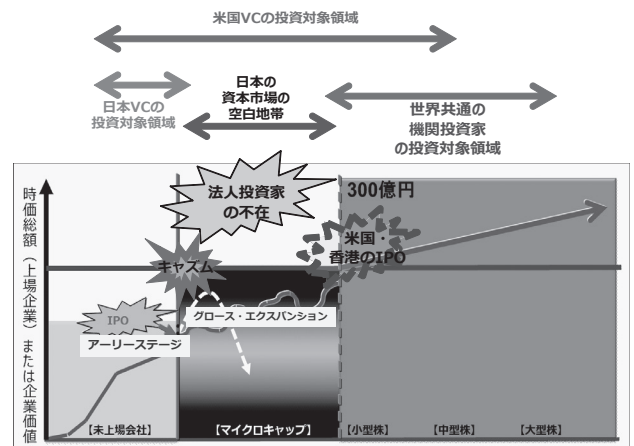 米国VCの投資対象領域
日本VCの
投資対象領域
日本の
資本市場の
空白地帯
世界共通の
機関投資家
の投資対象領域
時価総額（上場企業）または企業価値
法人投資家
の不在
300億円
米国・
香港のIPO
キャズム
IPO
グロース・エクスパンション
アーリーステージ
【未上場会社】
【マイクロキャップ】
【小型株】
【中型株】
【大型株】